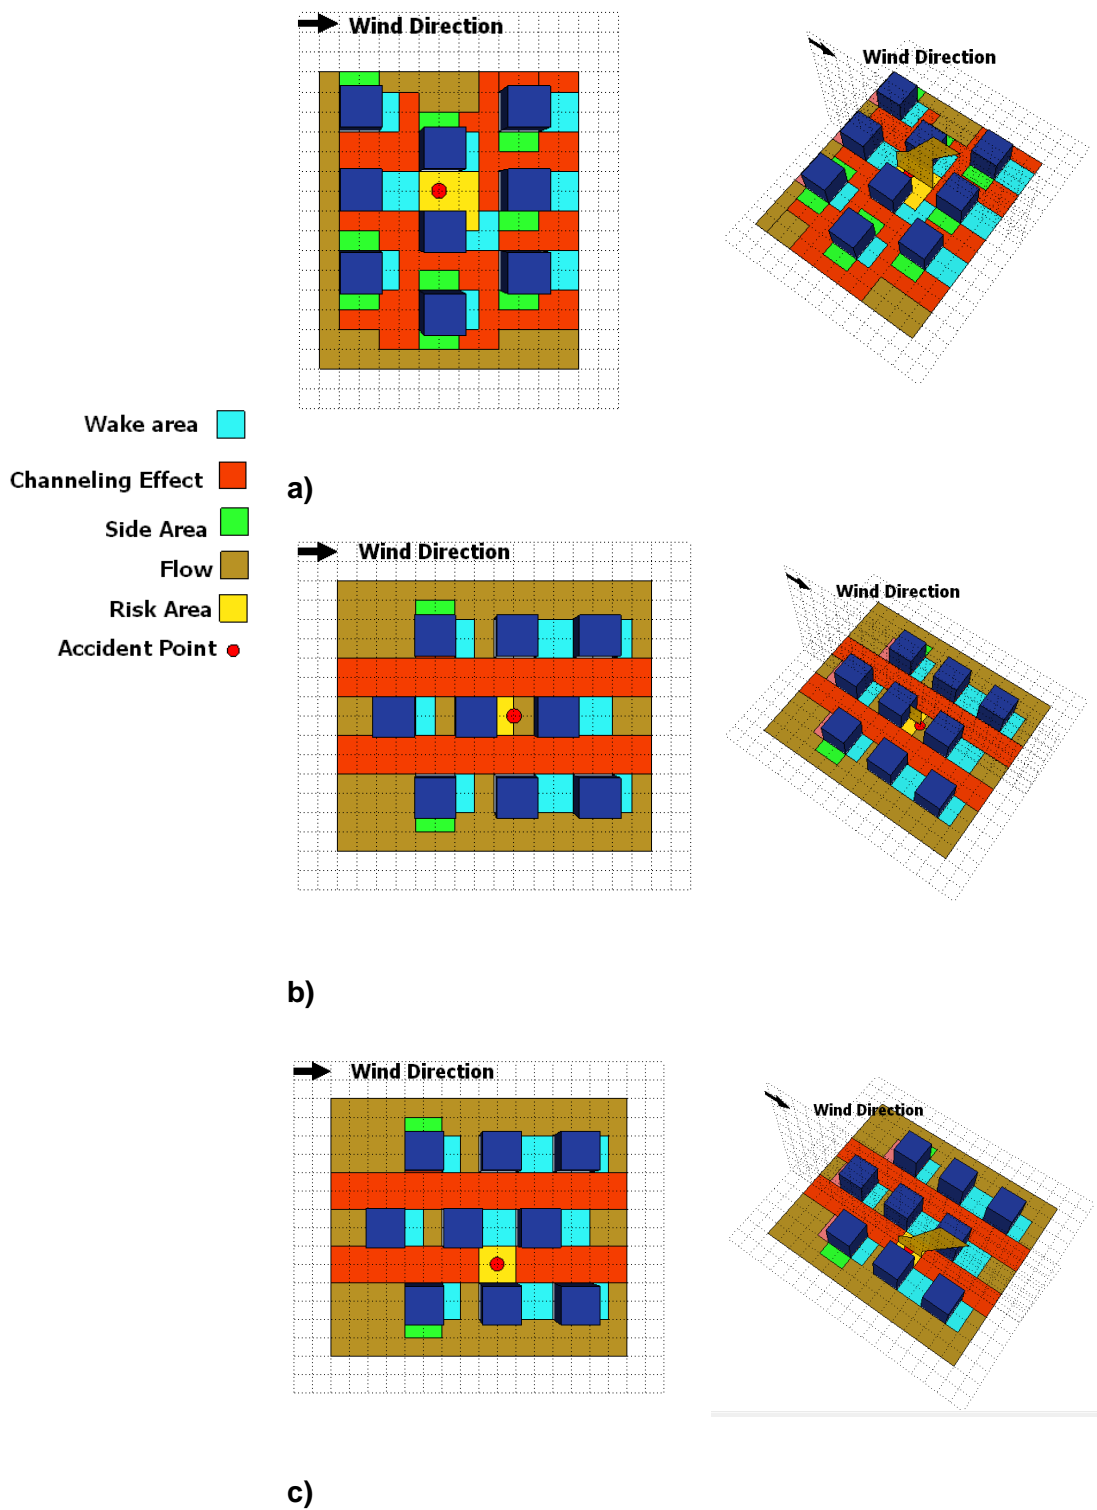 Wind Direction
Wind Direction
Wake area
Channeling Effect
Side Area
Flow
Risk Area
Accident Point
a)
Wind Direction
Wind Direction
b)
Wind Direction
Wind Direction
c)